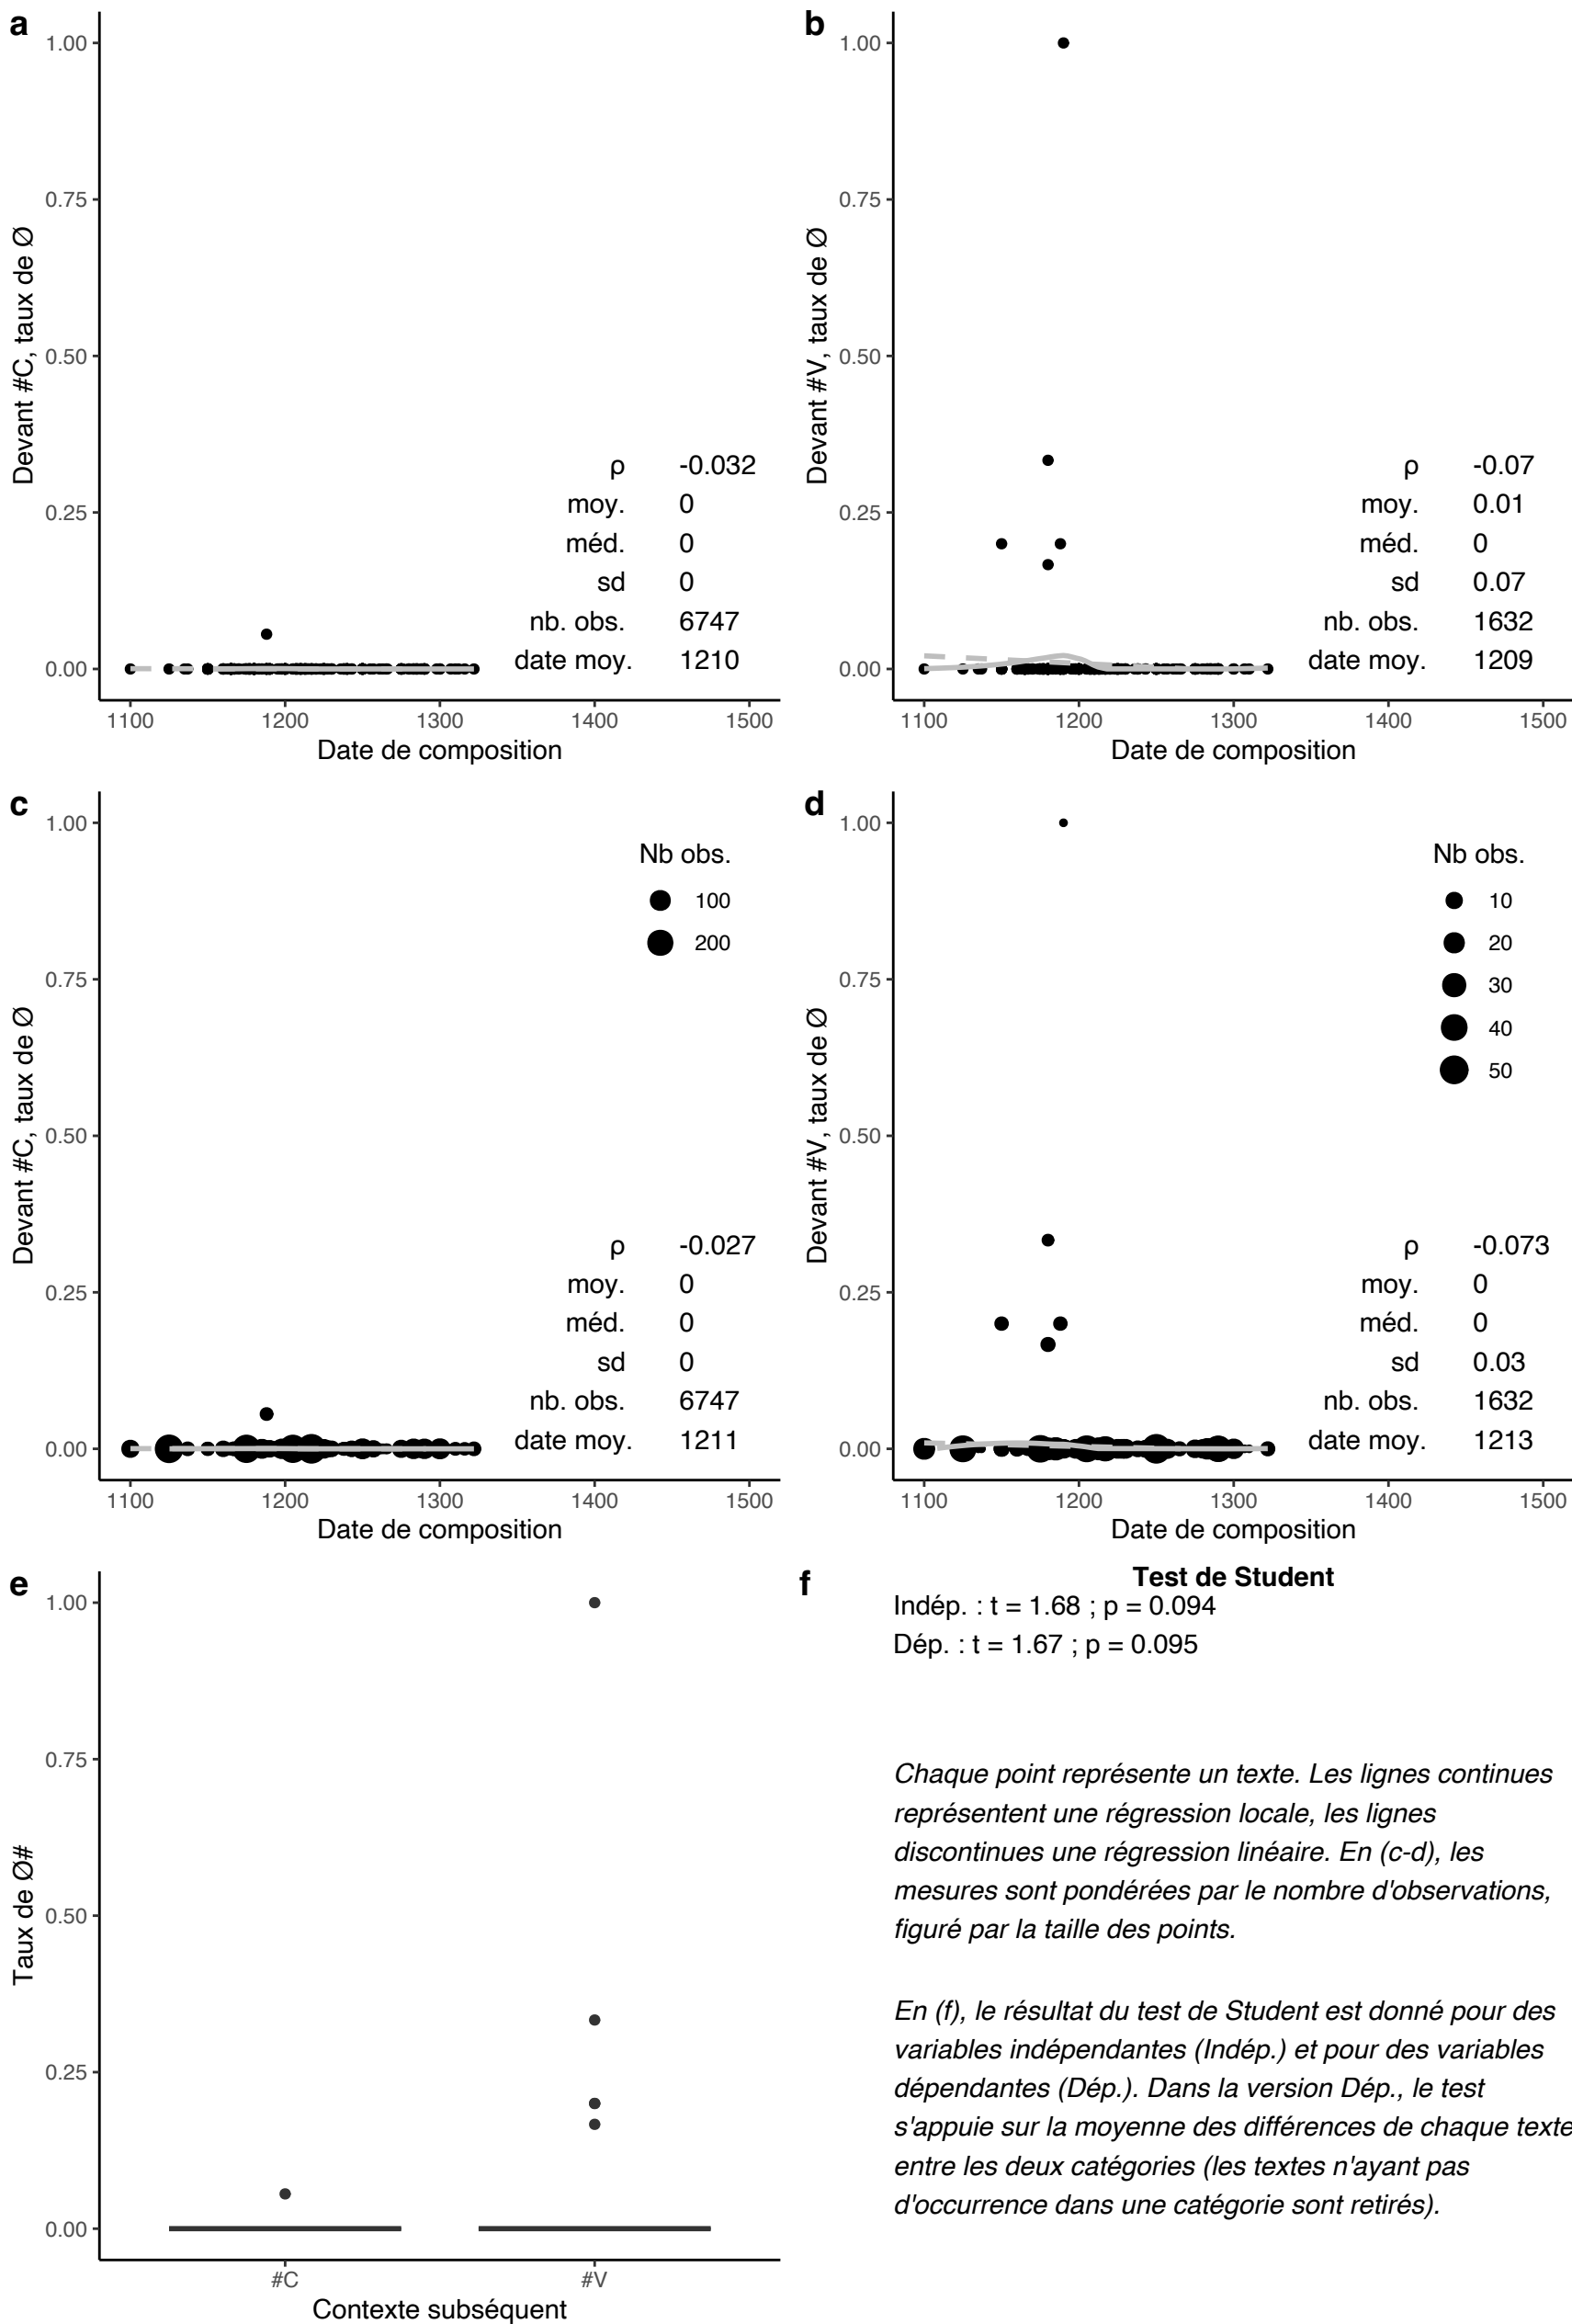 a
1.00
0.75
0.50
0.25
0.00
Devant #C, taux de Ø
ρ -0.032
moy. 0
méd. 0
sd 0
nb. obs. 6747
date moy. 1210
1100 1200 1300 1400 1500
Date de composition
b
1.00
0.75
0.50
0.25
0.00
Devant #V, taux de Ø
ρ -0.07
moy. 0.01
méd. 0
sd 0.07
nb. obs. 1632
date moy. 1209
1100 1200 1300 1400 1500
Date de composition
c
1.00
0.75
0.50
0.25
0.00
Devant #C, taux de Ø
Nb obs.
100
200
ρ -0.027
moy. 0
méd. 0
sd 0
nb. obs. 6747
date moy. 1211
1100 1200 1300 1400 1500
Date de composition
d
1.00
0.75
0.50
0.25
0.00
Devant #V, taux de Ø
Nb obs.
10
20
30
40
50
ρ -0.073
moy. 0
méd. 0
sd 0.03
nb. obs. 1632
date moy. 1213
1100 1200 1300 1400 1500
Date de composition
e
1.00
0.75
0.50
0.25
0.00
Taux de Ø#
#C #V
Contexte subséquent
f
Test de Student
Indép. : t = 1.68 ; p = 0.094
Dép. : t = 1.67 ; p = 0.095
Chaque point représente un texte. Les lignes continues
représentent une régression locale, les lignes
discontinues une régression linéaire. En (c-d), les
mesures sont pondérées par le nombre d'observations,
figuré par la taille des points.
En (f), le résultat du test de Student est donné pour des
variables indépendantes (Indép.) et pour des variables
dépendantes (Dép.). Dans la version Dép., le test
s'appuie sur la moyenne des différences de chaque texte
entre les deux catégories (les textes n'ayant pas
d'occurrence dans une catégorie sont retirés).